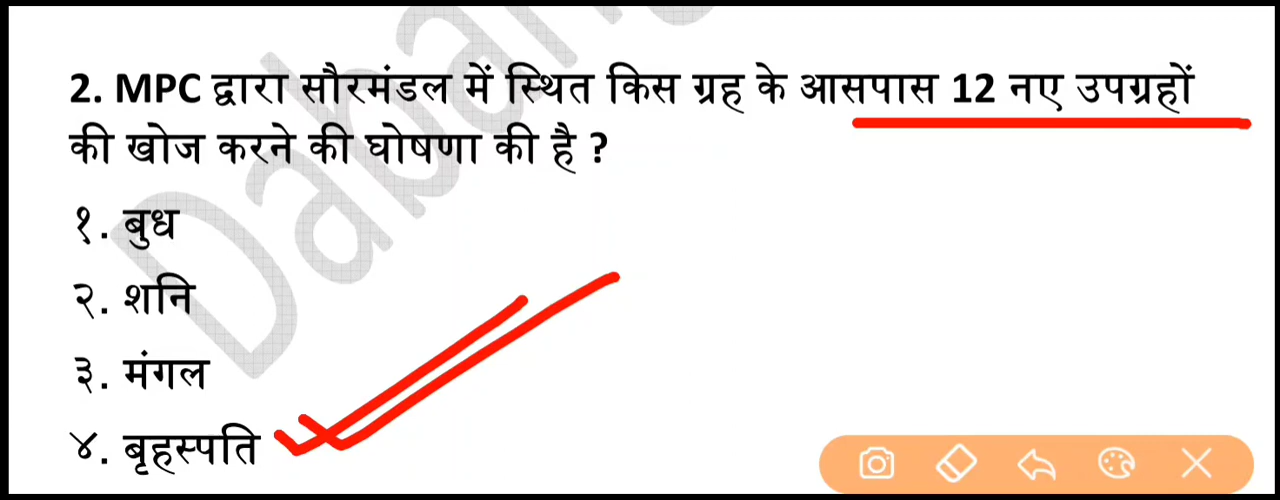 2. MPC द्वारा सौरमंडल में स्थित किस ग्रह के आसपास 12 नए उपग्रहों
की खोज करने की घोषणा की है ?
१. बुध
२. शनि
३. मंगल
४. बृहस्पति